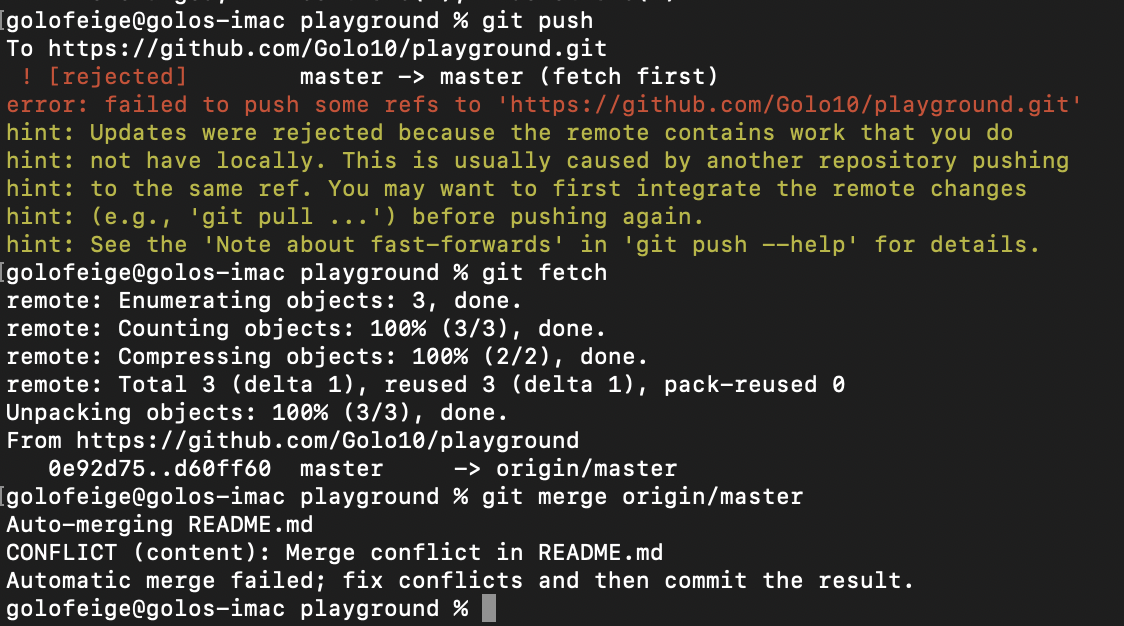 [golofeige@golos-imac playground % git push
To https://github.com/Golo10/playground.git
 ! [rejected]        master -> master (fetch first)
error: failed to push some refs to 'https://github.com/Golo10/playground.git'
hint: Updates were rejected because the remote contains work that you do
hint: not have locally. This is usually caused by another repository pushing
hint: to the same ref. You may want to first integrate the remote changes
hint: (e.g., 'git pull ...') before pushing again.
hint: See the 'Note about fast-forwards' in 'git push --help' for details.
[golofeige@golos-imac playground % git fetch
remote: Enumerating objects: 3, done.
remote: Counting objects: 100% (3/3), done.
remote: Compressing objects: 100% (2/2), done.
remote: Total 3 (delta 1), reused 3 (delta 1), pack-reused 0
Unpacking objects: 100% (3/3), done.
From https://github.com/Golo10/playground
   0e92d75..d60ff60  master     -> origin/master
[golofeige@golos-imac playground % git merge origin/master
Auto-merging README.md
CONFLICT (content): Merge conflict in README.md
Automatic merge failed; fix conflicts and then commit the result.
golofeige@golos-imac playground %